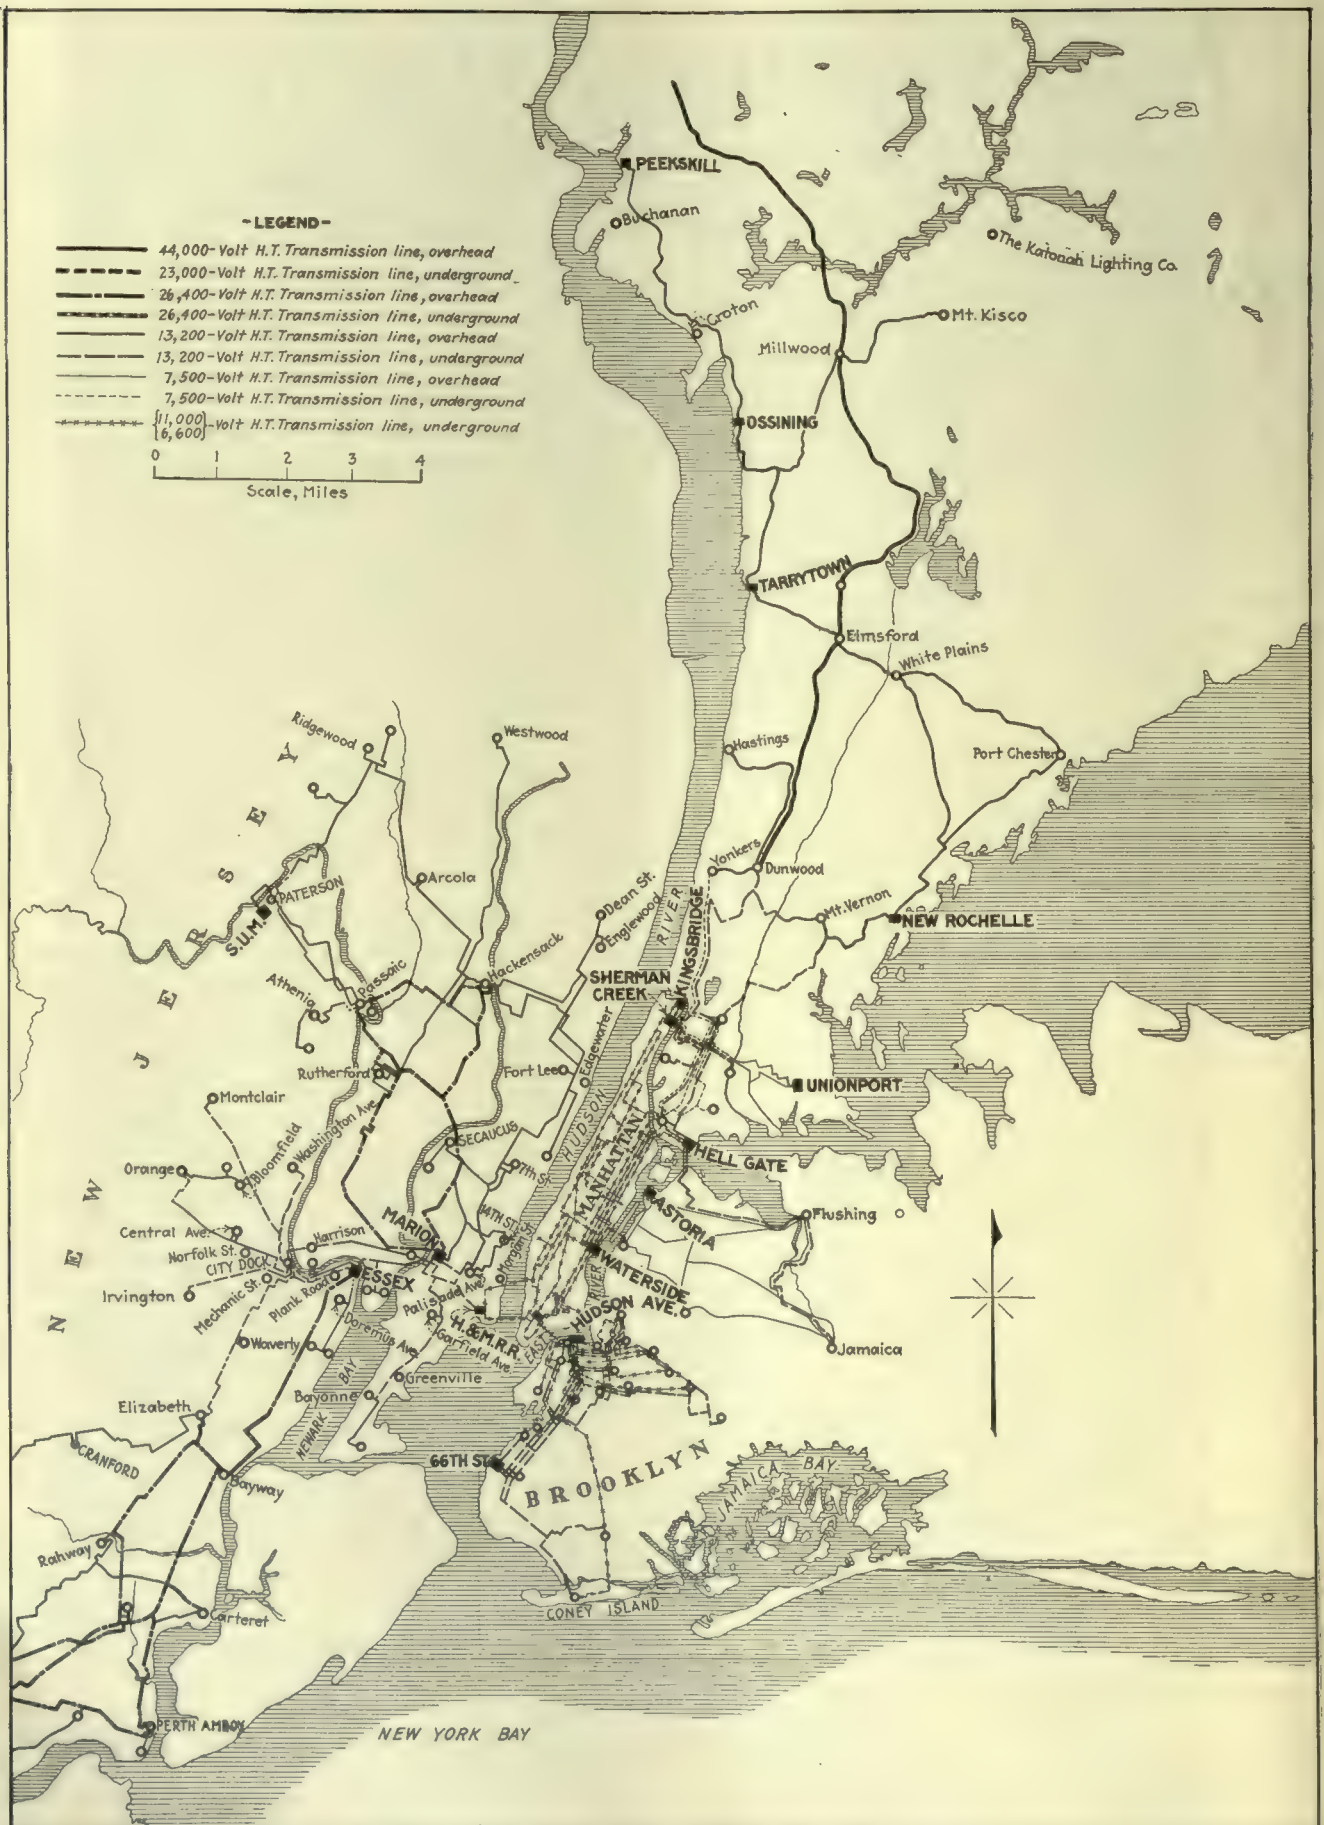 -LEGEND-
44,000-Volt H.T. Transmission line, overhead
23,000-Volt H.T. Transmission line, underground
26,400-Volt H.T. Transmission line, overhead
26,400-Volt H.T. Transmission line, underground
13,200-Volt H.T. Transmission line, overhead
13,200-Volt H.T. Transmission line, underground
7,500-Volt H.T. Transmission line, overhead
7,500-Volt H.T. Transmission line, underground
{11,000
6,600}-Volt H.T. Transmission line, underground
0 1 2 3 4
Scale, Miles
PEEKSKILL
Buchanan
The Katonah Lighting Co.
Croton
Mt. Kisco
Millwood
OSSINING
TARRYTOWN
Elmsford
White Plains
Hastings
Port Chester
Yonkers
Dunwood
Mt. Vernon
NEW ROCHELLE
Ridgewood
Westwood
NEW JERSEY
PATERSON
S.U.M.
Arcola
Dean St.
Englewood
HUDSON RIVER
KINGSBRIDGE
SHERMAN
CREEK
Hackensack
Athenia
Passaic
Edgewater
Fort Lee
Rutherford
UNIONPORT
Montclair
Washington Ave.
SECAUCUS
Bloomfield
Orange
7th St.
MANHATTAN
HELL GATE
ASTORIA
Flushing
Central Ave.
Norfolk St.
CITY DOCK
Harrison
MARION
14TH ST.
Morgan St.
WATERSIDE
EAST RIVER
HUDSON AVE.
Irvington
Mechanic St.
Plank Road
ESSEX
Palisade Ave.
H.&M.R.R.
Garfield Ave.
Doremus Ave.
Waverly
Jamaica
Greenville
Bayonne
NEWARK BAY
Elizabeth
CRANFORD
Bayway
66TH ST.
BROOKLYN
JAMAICA BAY
Rahway
Carteret
CONEY ISLAND
PERTH AMBOY
NEW YORK BAY